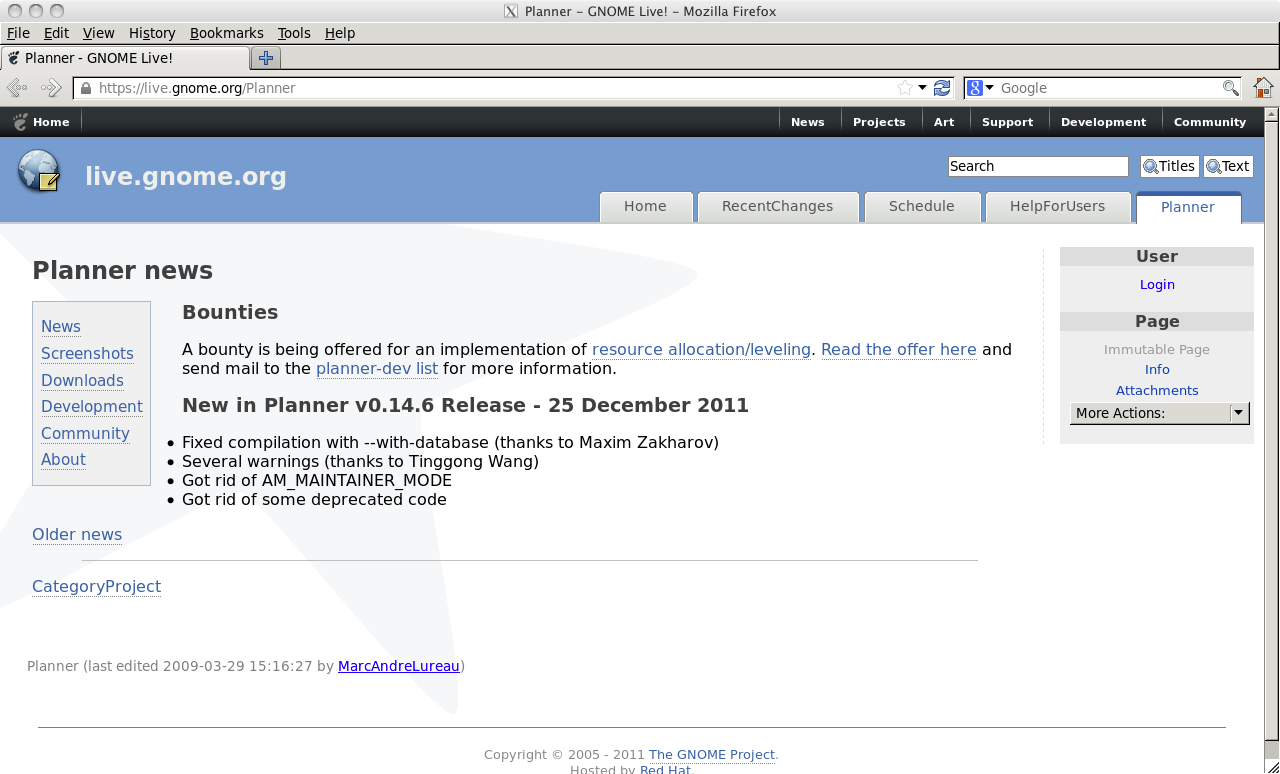 Planner - GNOME Live! - Mozilla Firefox
File Edit View History Bookmarks Tools Help
Planner - GNOME Live!
https://live.gnome.org/Planner
Google
Home News Projects Art Support Development Community
live.gnome.org
Search Titles Text
Home RecentChanges Schedule HelpForUsers Planner
Planner news
News
Screenshots
Downloads
Development
Community
About
Bounties
A bounty is being offered for an implementation of resource allocation/leveling. Read the offer here and
send mail to the planner-dev list for more information.
New in Planner v0.14.6 Release - 25 December 2011
• Fixed compilation with --with-database (thanks to Maxim Zakharov)
• Several warnings (thanks to Tinggong Wang)
• Got rid of AM_MAINTAINER_MODE
• Got rid of some deprecated code
Older news
CategoryProject
User
Login
Page
Immutable Page
Info
Attachments
More Actions:
Planner (last edited 2009-03-29 15:16:27 by MarcAndreLureau)
Copyright © 2005 - 2011 The GNOME Project.
Hosted by Red Hat.